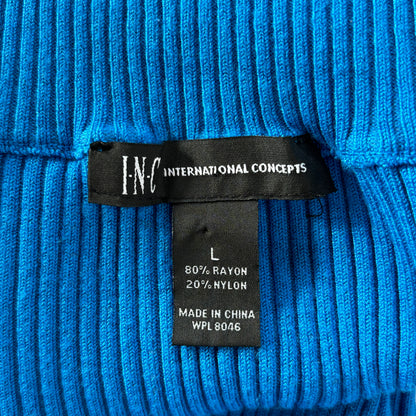 I·N·C INTERNATIONAL CONCEPTS
L
80% RAYON
20% NYLON
MADE IN CHINA
WPL 8046